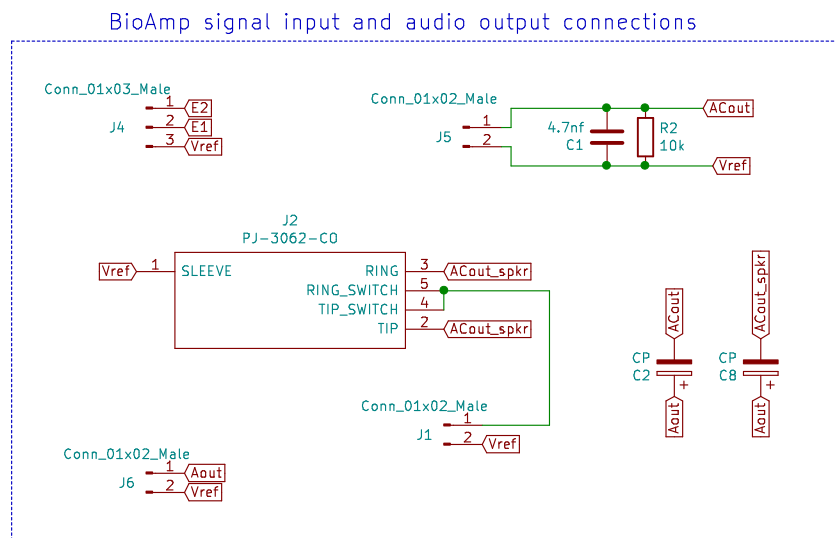 BioAmp signal input and audio output connections
Conn_01x03_Male
1 E2
J4 2 E1
3 Vref
Conn_01x02_Male
1
J5 2
4.7nf
C1
R2
10k
ACout
Vref
J2
PJ-3062-CO
Vref 1 SLEEVE
RING 3 ACout_spkr
RING_SWITCH 5
TIP_SWITCH 4
TIP 2 ACout_spkr
Conn_01x02_Male
1
J1 2 Vref
Conn_01x02_Male
1 Aout
J6 2 Vref
ACout
CP
C2
+
Aout
ACout_spkr
CP
C8
+
Aout